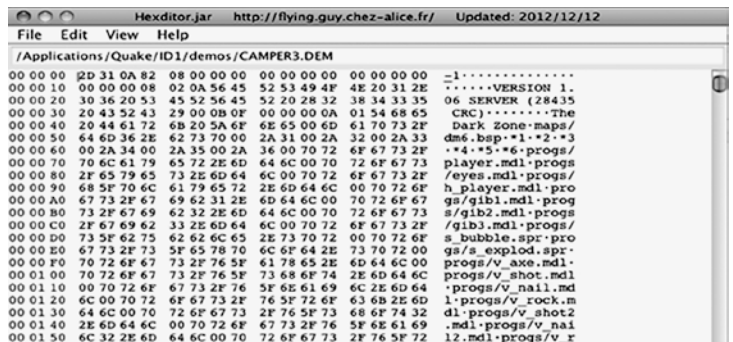 Hexditor.jar http://flying.guy.chez-alice.fr/ Updated: 2012/12/12
File Edit View Help
/Applications/Quake/ID1/demos/CAMPER3.DEM
00 00 00 2D 31 0A 82 08 00 00 00 00 00 00 00 00 00 00 00 -1··············
00 00 10 00 00 00 08 02 0A 56 45 52 53 49 4F 4E 20 31 2E ······VERSION 1.
00 00 20 30 36 20 53 45 52 56 45 52 20 28 32 38 34 33 35 06 SERVER (28435
00 00 30 20 43 52 43 29 00 0B 0F 00 00 00 0A 01 54 68 65 CRC)········The
00 00 40 20 44 61 72 6B 20 5A 6F 6E 65 00 6D 61 70 73 2F Dark Zone·maps/
00 00 50 64 6D 36 2E 62 73 70 00 2A 31 00 2A 32 00 2A 33 dm6.bsp·*1·*2·*3
00 00 60 00 2A 34 00 2A 35 00 2A 36 00 70 72 6F 67 73 2F ·*4·*5·*6·progs/
00 00 70 70 6C 61 79 65 72 2E 6D 64 6C 00 70 72 6F 67 73 player.mdl·progs
00 00 80 2F 65 79 65 73 2E 6D 64 6C 00 70 72 6F 67 73 2F /eyes.mdl·progs/
00 00 90 68 5F 70 6C 61 79 65 72 2E 6D 64 6C 00 70 72 6F h_player.mdl·pro
00 00 A0 67 73 2F 67 69 62 31 2E 6D 64 6C 00 70 72 6F 67 gs/gib1.mdl·prog
00 00 B0 73 2F 67 69 62 32 2E 6D 64 6C 00 70 72 6F 67 73 s/gib2.mdl·progs
00 00 C0 2F 67 69 62 33 2E 6D 64 6C 00 70 72 6F 67 73 2F /gib3.mdl·progs/
00 00 D0 73 5F 62 75 62 62 6C 65 2E 73 70 72 00 70 72 6F s_bubble.spr·pro
00 00 E0 67 73 2F 73 5F 65 78 70 6C 6F 64 2E 73 70 72 00 gs/s_explod.spr·
00 00 F0 70 72 6F 67 73 2F 76 5F 61 78 65 2E 6D 64 6C 00 progs/v_axe.mdl·
00 01 00 70 72 6F 67 73 2F 76 5F 73 68 6F 74 2E 6D 64 6C progs/v_shot.mdl
00 01 10 00 70 72 6F 67 73 2F 76 5F 6E 61 69 6C 2E 6D 64 ·progs/v_nail.md
00 01 20 6C 00 70 72 6F 67 73 2F 76 5F 72 6F 63 6B 2E 6D l·progs/v_rock.m
00 01 30 64 6C 00 70 72 6F 67 73 2F 76 5F 73 68 6F 74 32 dl·progs/v_shot2
00 01 40 2E 6D 64 6C 00 70 72 6F 67 73 2F 76 5F 6E 61 69 .mdl·progs/v_nai
00 01 50 6C 32 2E 6D 64 6C 00 70 72 6F 67 73 2F 76 5F 72 l2.mdl·progs/v_r